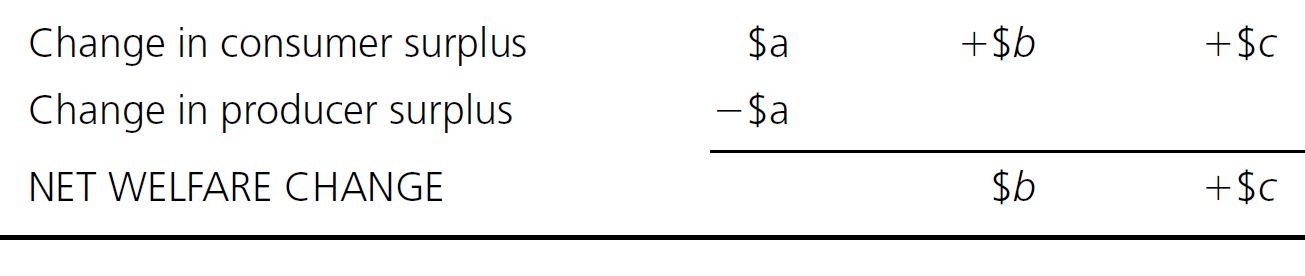 Change in consumer surplus $a +$b +$c
Change in producer surplus −$a
NET WELFARE CHANGE $b +$c